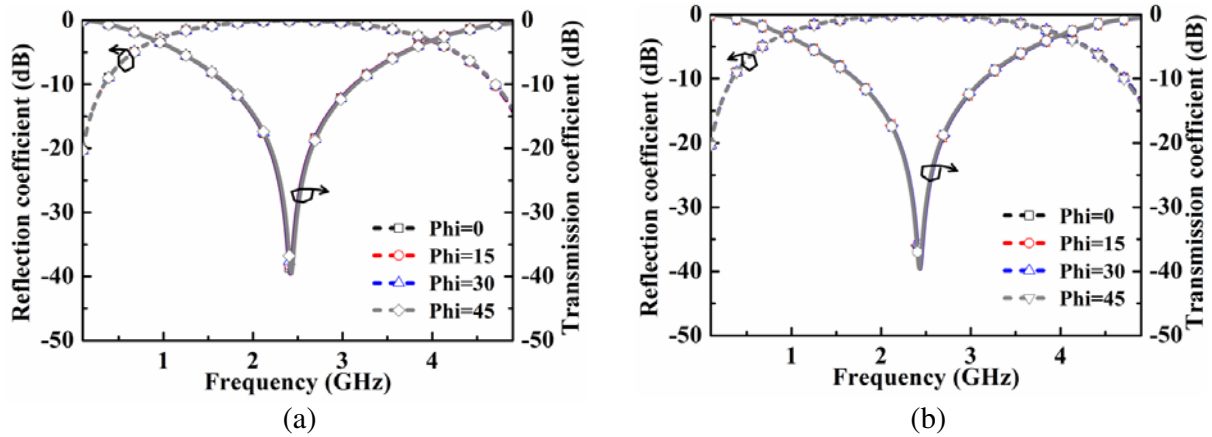 0
-10
-20
-30
-40
-50
Reflection coefficient (dB)
Phi=0
Phi=15
Phi=30
Phi=45
1
2
3
4
Frequency (GHz)
0
-10
-20
-30
-40
-50
Transmission coefficient (dB)
(a)
0
-10
-20
-30
-40
-50
Reflection coefficient (dB)
Phi=0
Phi=15
Phi=30
Phi=45
1
2
3
4
Frequency (GHz)
0
-10
-20
-30
-40
-50
Transmission coefficient (dB)
(b)